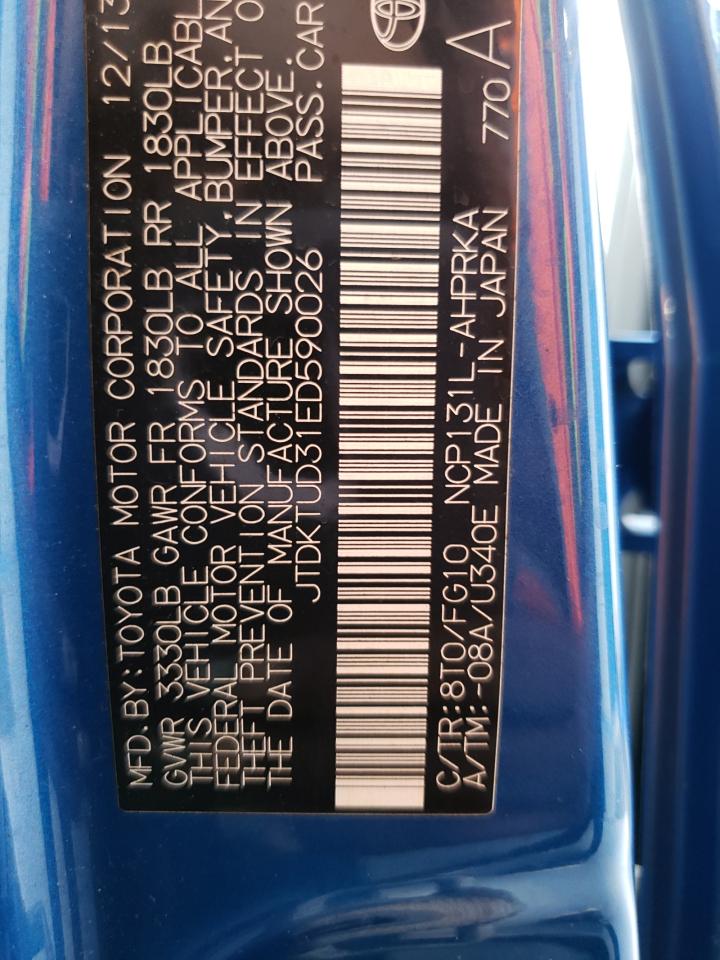 MFD.BY:TOYOTA MOTOR CORPORATION 12/13
GVWR 3330LB GAWR FR 1830LB RR 1830LB
THIS VEHICLE CONFORMS TO ALL APPLICABL
FEDERAL MOTOR VEHICLE SAFETY,BUMPER, AN
THEFT PREVENTION STANDARDS IN EFFECT O
THE DATE OF MANUFACTURE SHOWN ABOVE.
JTDKTUD31ED590026 PASS.CAR
C/TR:8T0/FG10 NCP131L-AHPRKA 770 A
A/TM:-08A/U340E MADE IN JAPAN